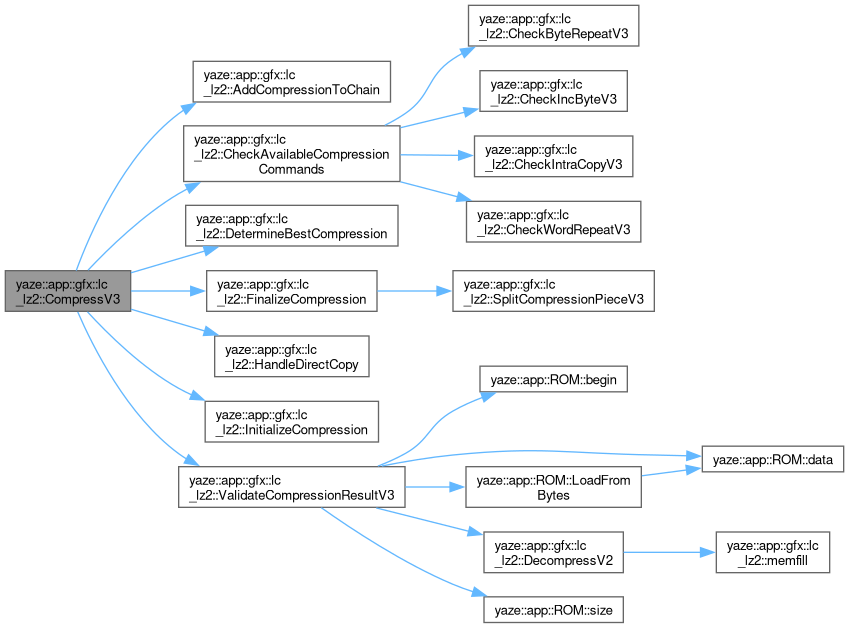 yaze::app::gfx::lc
_lz2::CompressV3
yaze::app::gfx::lc
_lz2::AddCompressionToChain
yaze::app::gfx::lc
_lz2::CheckAvailableCompression
Commands
yaze::app::gfx::lc
_lz2::DetermineBestCompression
yaze::app::gfx::lc
_lz2::FinalizeCompression
yaze::app::gfx::lc
_lz2::HandleDirectCopy
yaze::app::gfx::lc
_lz2::InitializeCompression
yaze::app::gfx::lc
_lz2::ValidateCompressionResultV3
yaze::app::gfx::lc
_lz2::CheckByteRepeatV3
yaze::app::gfx::lc
_lz2::CheckIncByteV3
yaze::app::gfx::lc
_lz2::CheckIntraCopyV3
yaze::app::gfx::lc
_lz2::CheckWordRepeatV3
yaze::app::gfx::lc
_lz2::SplitCompressionPieceV3
yaze::app::ROM::begin
yaze::app::ROM::LoadFrom
Bytes
yaze::app::gfx::lc
_lz2::DecompressV2
yaze::app::ROM::size
yaze::app::ROM::data
yaze::app::gfx::lc
_lz2::memfill